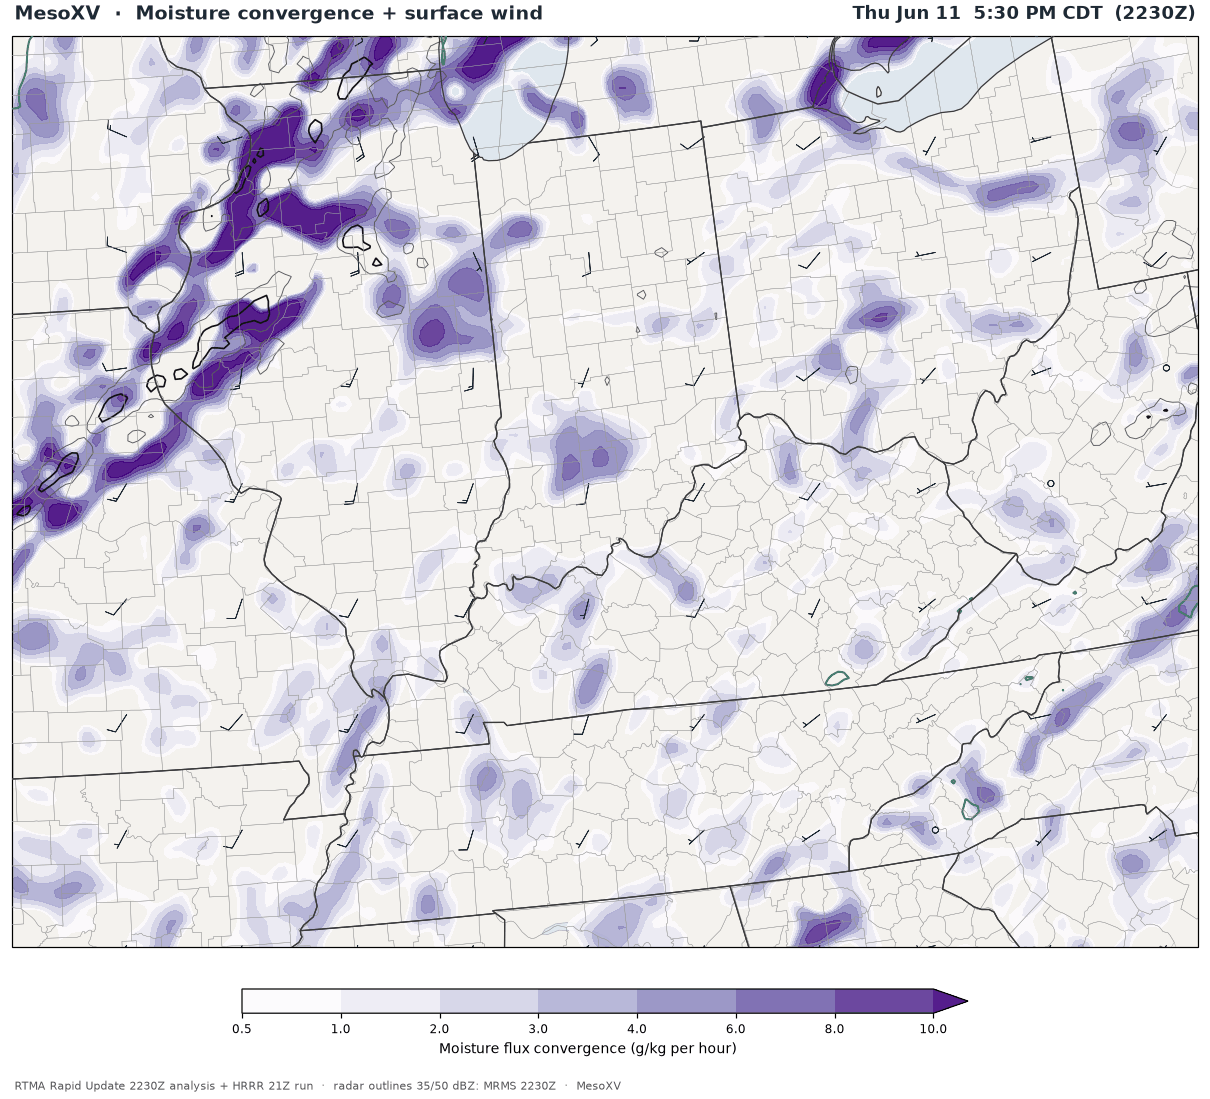 MesoXV · Moisture convergence + surface wind
Thu Jun 11 5:30 PM CDT (2230Z)
0.5 1.0 2.0 3.0 4.0 6.0 8.0 10.0
Moisture flux convergence (g/kg per hour)
RTMA Rapid Update 2230Z analysis + HRRR 21Z run · radar outlines 35/50 dBZ: MRMS 2230Z · MesoXV